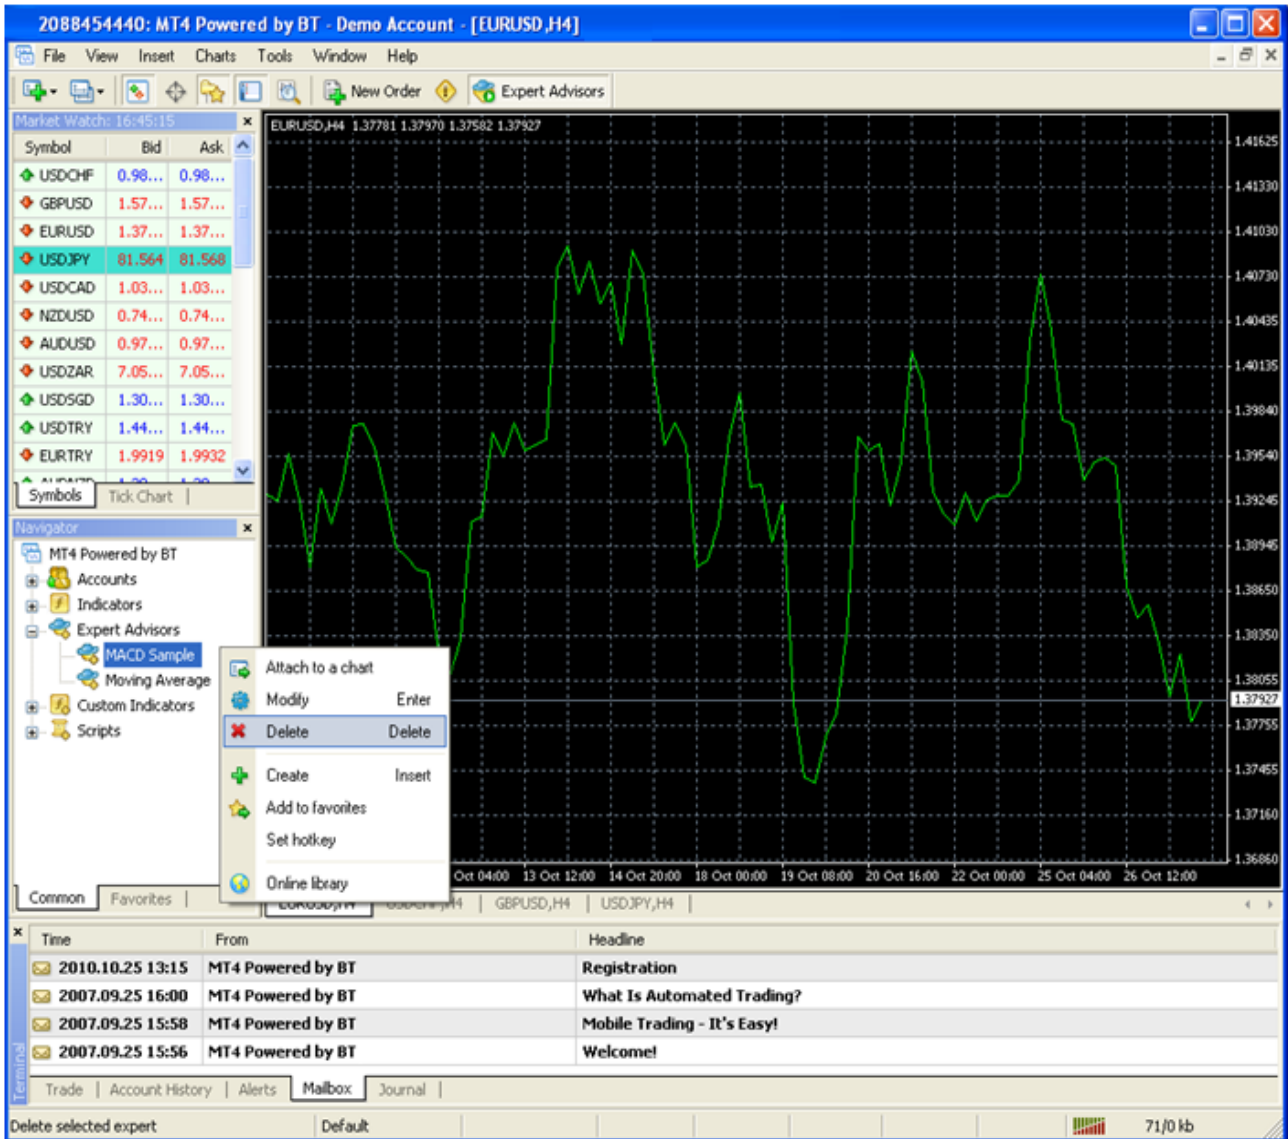 2088454440: MT4 Powered by BT - Demo Account - [EURUSD,H4]
File View Insert Charts Tools Window Help
New Order Expert Advisors
Market Watch: 16:45:15
Symbol Bid Ask
USDCHF 0.98... 0.98...
GBPUSD 1.57... 1.57...
EURUSD 1.37... 1.37...
USDJPY 81.564 81.568
USDCAD 1.03... 1.03...
NZDUSD 0.74... 0.74...
AUDUSD 0.97... 0.97...
USDZAR 7.05... 7.05...
USDSGD 1.30... 1.30...
USDTRY 1.44... 1.44...
EURTRY 1.9919 1.9932
Symbols Tick Chart
Navigator
MT4 Powered by BT
Accounts
Indicators
Expert Advisors
MACD Sample
Moving Average
Custom Indicators
Scripts
Common Favorites
Attach to a chart
Modify Enter
Delete Delete
Create Insert
Add to favorites
Set hotkey
Online library
EURUSD,H4 1.37781 1.37970 1.37582 1.37927
1.41625
1.41330
1.41030
1.40730
1.40435
1.40135
1.39840
1.39540
1.39245
1.38945
1.38650
1.38350
1.38055
1.37927
1.37755
1.37455
1.37160
1.36860
Oct 04:00 13 Oct 12:00 14 Oct 20:00 18 Oct 00:00 19 Oct 08:00 20 Oct 16:00 22 Oct 00:00 25 Oct 04:00 26 Oct 12:00
EURUSD,H4 USDCHF,H4 GBPUSD,H4 USDJPY,H4
Time From Headline
2010.10.25 13:15 MT4 Powered by BT Registration
2007.09.25 16:00 MT4 Powered by BT What Is Automated Trading?
2007.09.25 15:58 MT4 Powered by BT Mobile Trading - It's Easy!
2007.09.25 15:56 MT4 Powered by BT Welcome!
Terminal
Trade Account History Alerts Mailbox Journal
Delete selected expert Default 71/0 kb